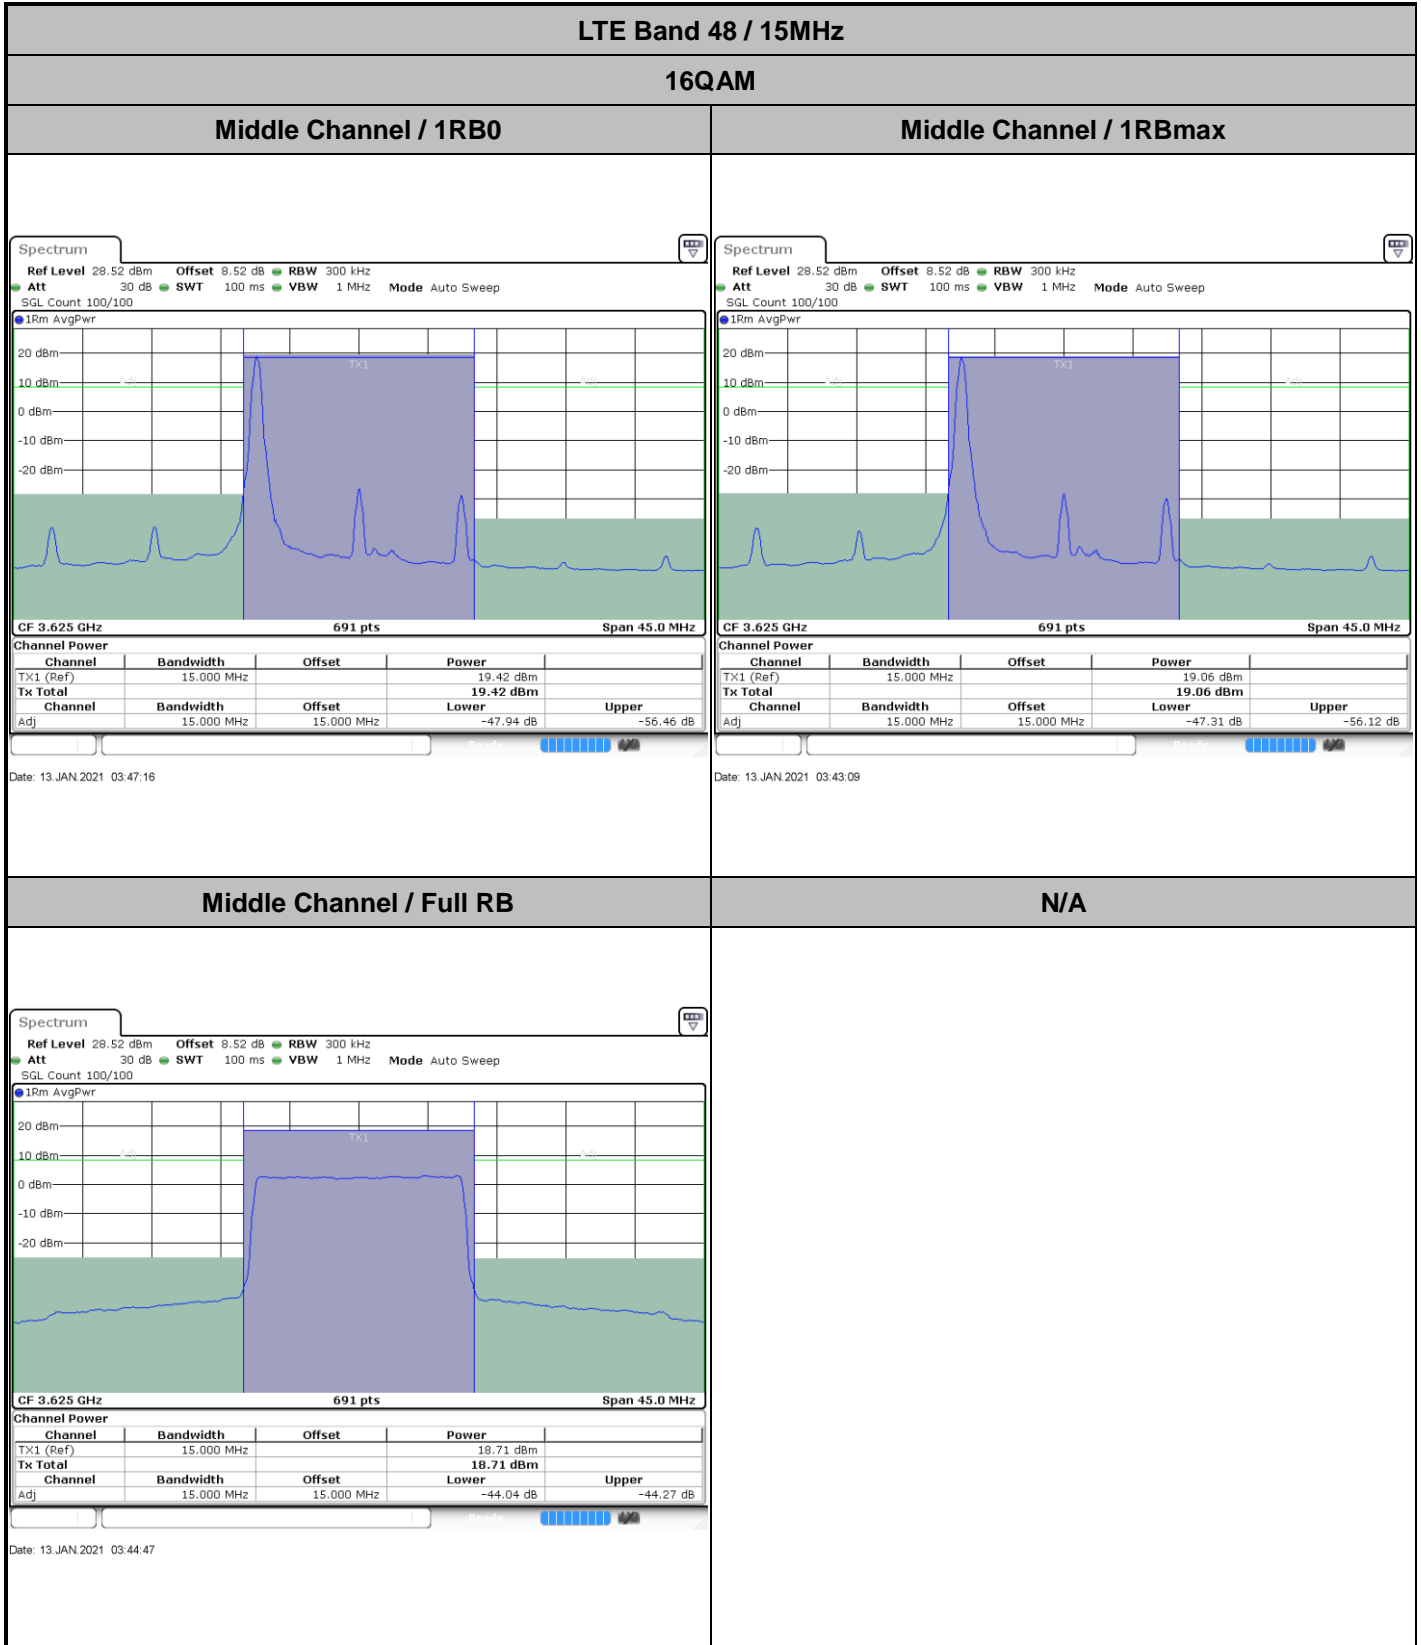 LTE Band 48 / 15MHz
16QAM
Middle Channel / 1RB0
Middle Channel / 1RBmax
Spectrum
Ref Level 28.52 dBm Offset 8.52 dB RBW 300 kHz
Att 30 dB SWT 100 ms VBW 1 MHz Mode Auto Sweep
SGL Count 100/100
1Rm AvgPwr
TX1
20 dBm
Adj
Adj
10 dBm
0 dBm
-10 dBm
-20 dBm
CF 3.625 GHz 691 pts Span 45.0 MHz
Channel Power
Channel Bandwidth Offset Power
TX1 (Ref) 15.000 MHz 19.42 dBm
Tx Total 19.42 dBm
Channel Bandwidth Offset Lower Upper
Adj 15.000 MHz 15.000 MHz -47.94 dB -56.46 dB
Ready
Date: 13.JAN.2021 03:47:16
Spectrum
Ref Level 28.52 dBm Offset 8.52 dB RBW 300 kHz
Att 30 dB SWT 100 ms VBW 1 MHz Mode Auto Sweep
SGL Count 100/100
1Rm AvgPwr
TX1
20 dBm
Adj
Adj
10 dBm
0 dBm
-10 dBm
-20 dBm
CF 3.625 GHz 691 pts Span 45.0 MHz
Channel Power
Channel Bandwidth Offset Power
TX1 (Ref) 15.000 MHz 19.06 dBm
Tx Total 19.06 dBm
Channel Bandwidth Offset Lower Upper
Adj 15.000 MHz 15.000 MHz -47.31 dB -56.12 dB
Ready
Date: 13.JAN.2021 03:43:09
Middle Channel / Full RB
N/A
Spectrum
Ref Level 28.52 dBm Offset 8.52 dB RBW 300 kHz
Att 30 dB SWT 100 ms VBW 1 MHz Mode Auto Sweep
SGL Count 100/100
1Rm AvgPwr
TX1
20 dBm
Adj
Adj
10 dBm
0 dBm
-10 dBm
-20 dBm
CF 3.625 GHz 691 pts Span 45.0 MHz
Channel Power
Channel Bandwidth Offset Power
TX1 (Ref) 15.000 MHz 18.71 dBm
Tx Total 18.71 dBm
Channel Bandwidth Offset Lower Upper
Adj 15.000 MHz 15.000 MHz -44.04 dB -44.27 dB
Ready
Date: 13.JAN.2021 03:44:47